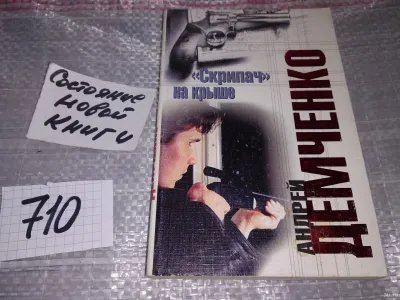 Состояние
новой
книги
710
«Скрипач»
на крыше
АНДРЕЙ
ДЕМЧЕНКО